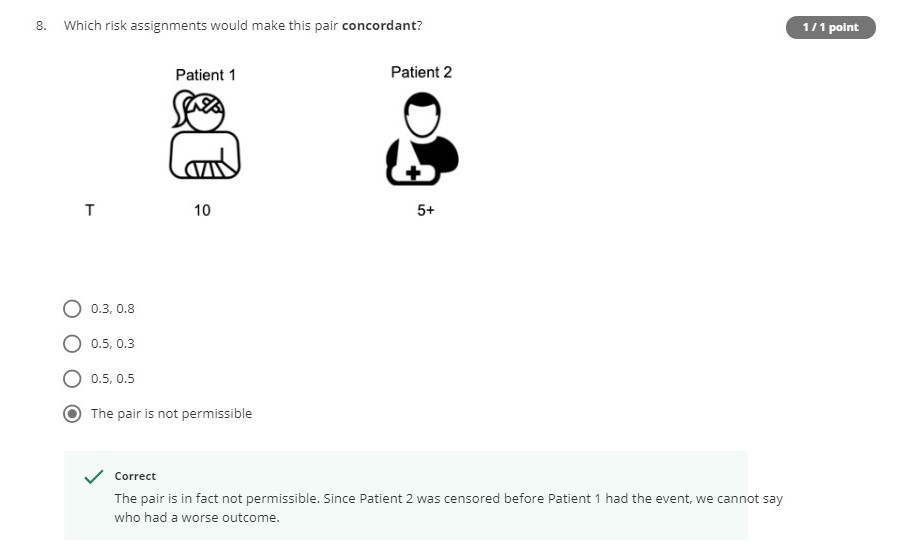 8. Which risk assignments would make this pair concordant?
1 / 1 point
Patient 1
Patient 2
T 10 5+
0.3, 0.8
0.5, 0.3
0.5, 0.5
The pair is not permissible
Correct
The pair is in fact not permissible. Since Patient 2 was censored before Patient 1 had the event, we cannot say
who had a worse outcome.